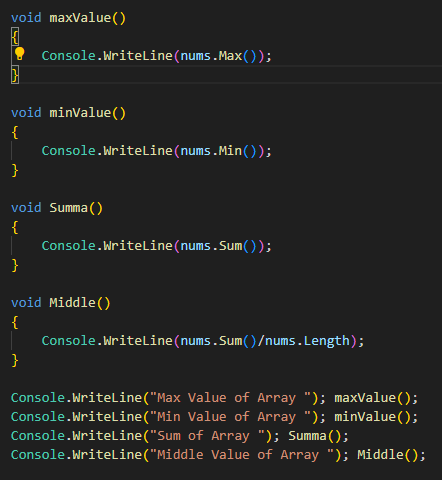 void maxValue()
{
Console.WriteLine(nums.Max());
}
void minValue()
{
Console.WriteLine(nums.Min());
}
void Summa()
{
Console.WriteLine(nums.Sum());
}
void Middle()
{
Console.WriteLine(nums.Sum()/nums.Length);
}
Console.WriteLine("Max Value of Array "); maxValue();
Console.WriteLine("Min Value of Array "); minValue();
Console.WriteLine("Sum of Array "); Summa();
Console.WriteLine("Middle Value of Array "); Middle();